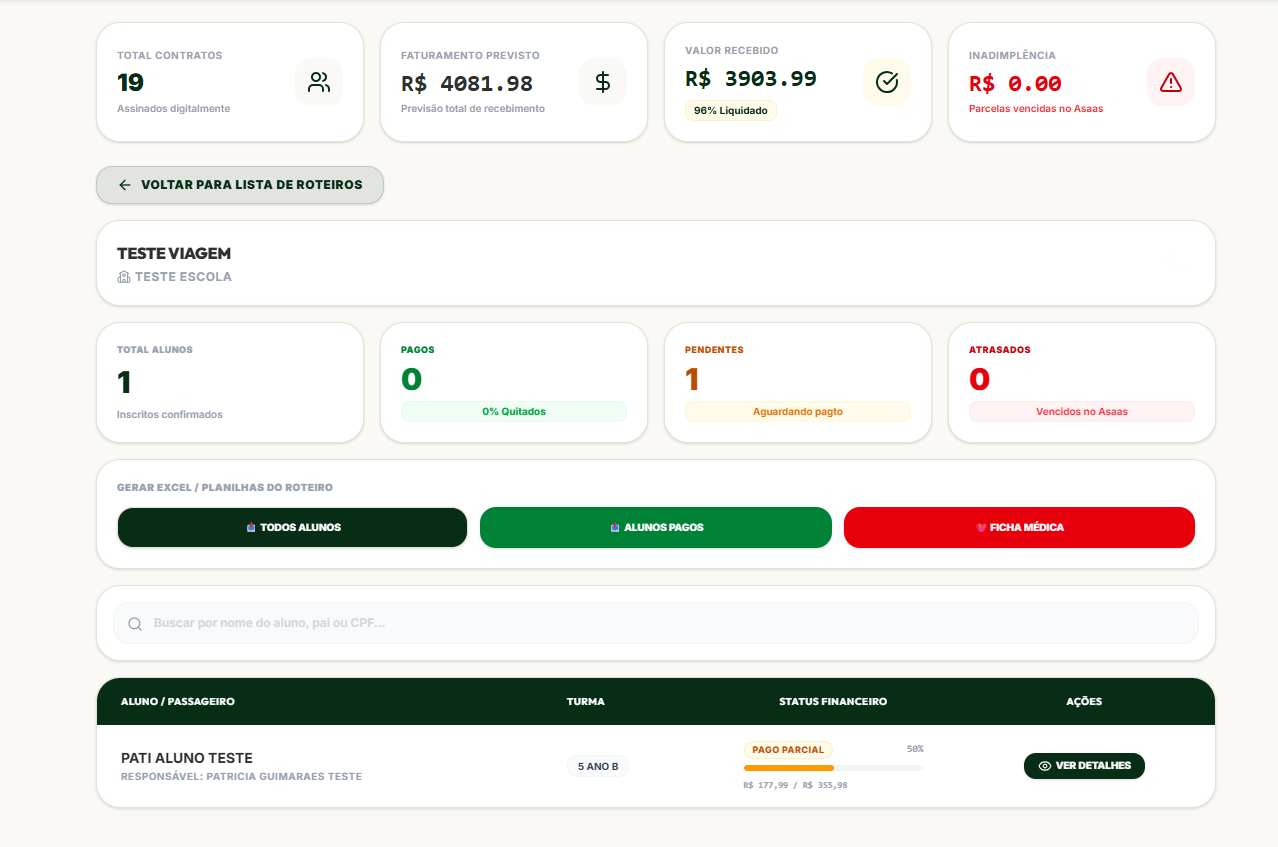 TOTAL CONTRATOS
19
Assinados digitalmente
FATURAMENTO PREVISTO
R$ 4081.98
Previsão total de recebimento
VALOR RECEBIDO
R$ 3903.99
96% Liquidado
INADIMPLÊNCIA
R$ 0.00
Parcelas vencidas no Asaas
VOLTAR PARA LISTA DE ROTEIROS
TESTE VIAGEM
TESTE ESCOLA
TOTAL ALUNOS
1
Inscritos confirmados
PAGOS
0
0% Quitados
PENDENTES
1
Aguardando pagto
ATRASADOS
0
Vencidos no Asaas
GERAR EXCEL / PLANILHAS DO ROTEIRO
TODOS ALUNOS
ALUNOS PAGOS
FICHA MÉDICA
Buscar por nome do aluno, pai ou CPF...
ALUNO / PASSAGEIRO TURMA STATUS FINANCEIRO AÇÕES
PATI ALUNO TESTE
RESPONSÁVEL: PATRICIA GUIMARAES TESTE
5 ANO B
PAGO PARCIAL 50%
R$ 177,99 / R$ 355,98
VER DETALHES